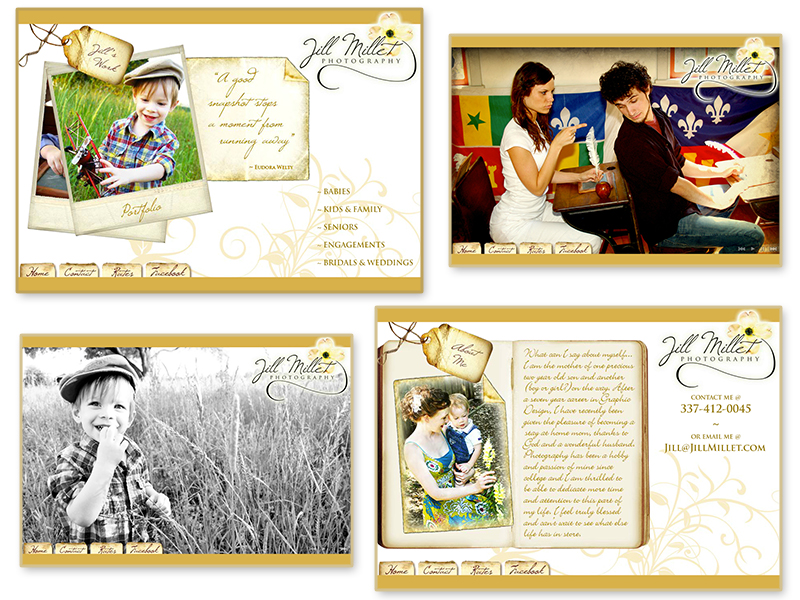 Jill's
Work
Jill Millet
PHOTOGRAPHY
"A good
snapshot stops
a moment from
running away"
~ EUDORA WELTY
Portfolio
~ BABIES
~ KIDS & FAMILY
~ SENIORS
~ ENGAGEMENTS
~ BRIDALS & WEDDINGS
Home Contact Rates Facebook
Jill Millet
PHOTOGRAPHY
Home Contact Rates Facebook
Jill Millet
PHOTOGRAPHY
Home Contact Rates Facebook
About
Me
What can I say about myself...
I am the mother of one precious
two year old son and another
(boy or girl?) on the way. After
a seven year career in Graphic
Design, I have recently been
given the pleasure of becoming a
stay at home mom, thanks to
God and a wonderful husband.
Photography has been a hobby
and passion of mine since
college and I am thrilled to
be able to dedicate more time
and attention to this part of
my life. I feel truly blessed
and can't wait to see what else
life has in store.
Jill Millet
PHOTOGRAPHY
CONTACT ME @
337-412-0045
~
OR EMAIL ME @
JILL@JILLMILLET.COM
Home Contact Rates Facebook